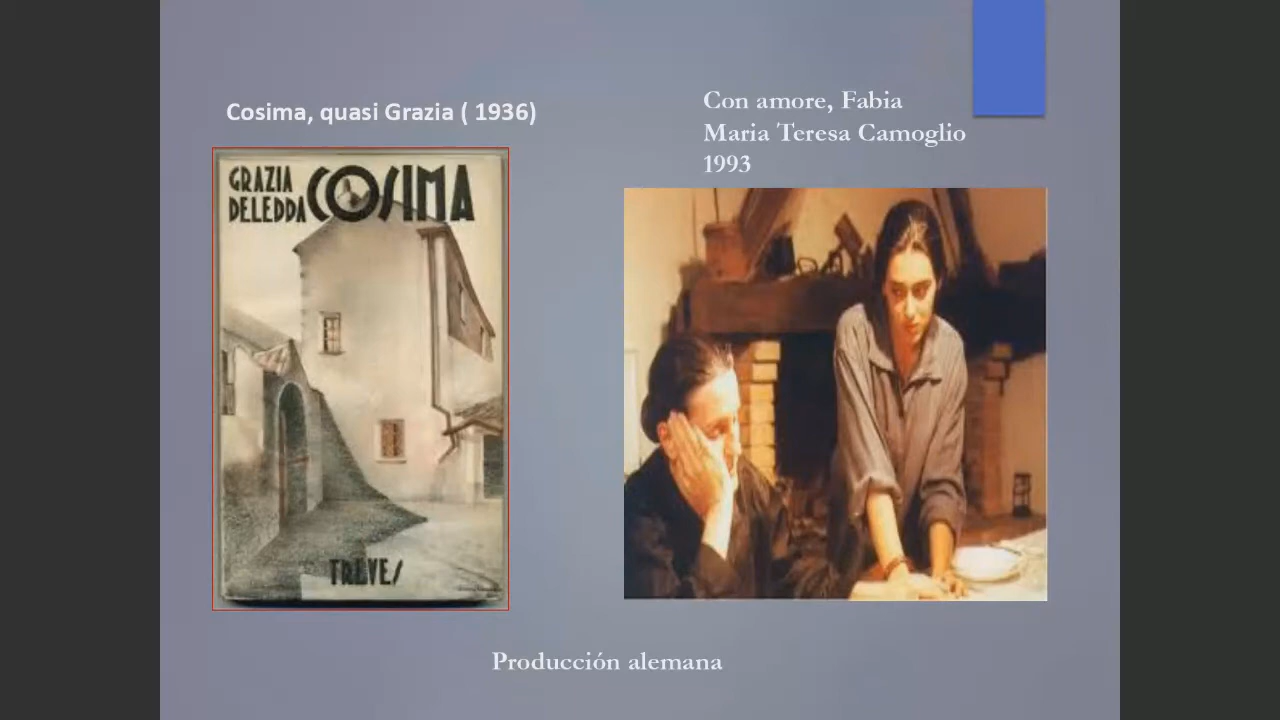 Cosima, quasi Grazia ( 1936)
GRAZIA
DELEDDA
COSIMA
TREVES
Con amore, Fabia
Maria Teresa Camoglio
1993
Producción alemana